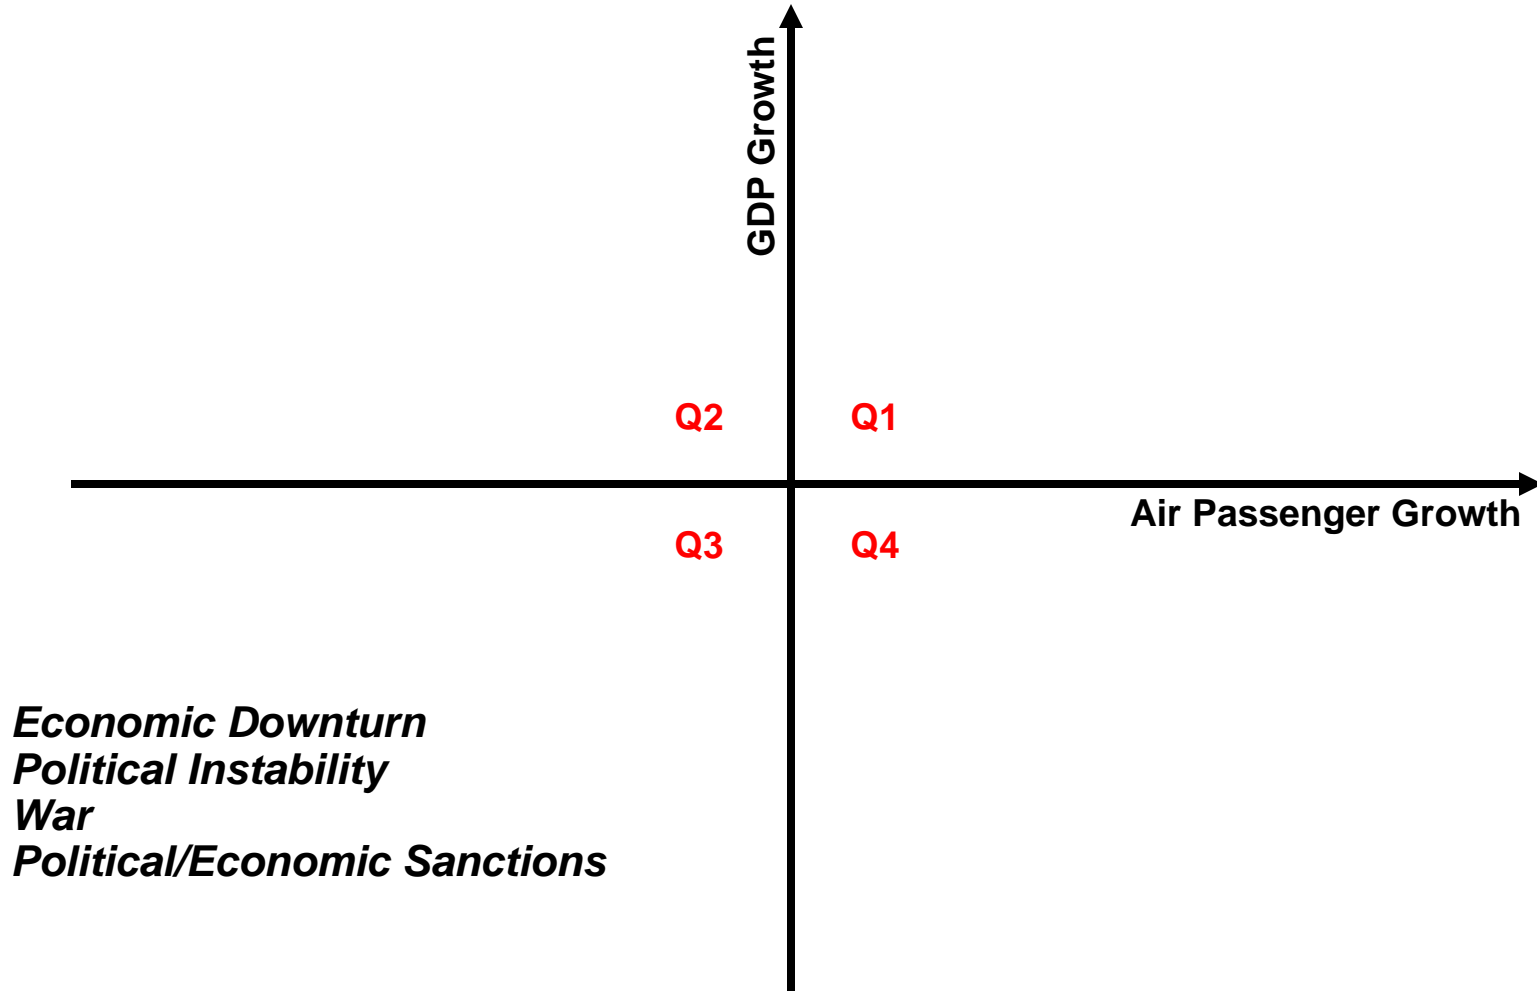 GDP Growth
Q2
Q1
Air Passenger Growth
Q3
Q4
Economic Downturn
Political Instability
War
Political/Economic Sanctions